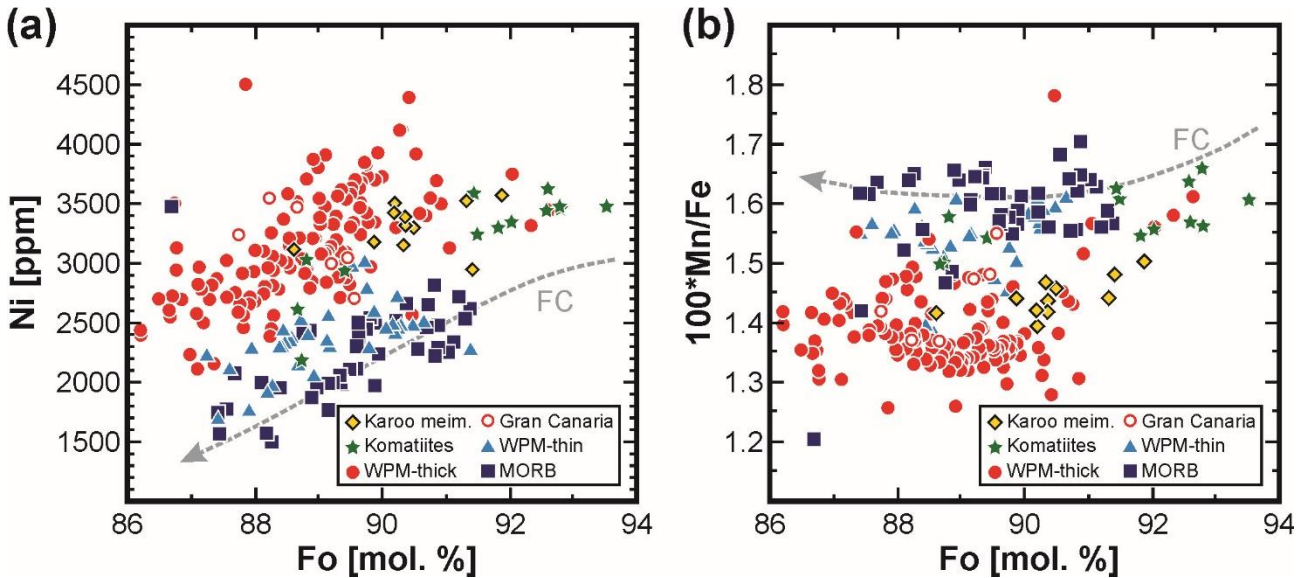 (a)
Ni [ppm]
4500
4000
3500
3000
2500
2000
1500
FC
Karoo meim.
Gran Canaria
Komatiites
WPM-thin
WPM-thick
MORB
86
88
90
92
94
Fo [mol. %]
(b)
100*Mn/Fe
1.8
1.7
1.6
1.5
1.4
1.3
1.2
FC
Karoo meim.
Gran Canaria
Komatiites
WPM-thin
WPM-thick
MORB
86
88
90
92
94
Fo [mol. %]